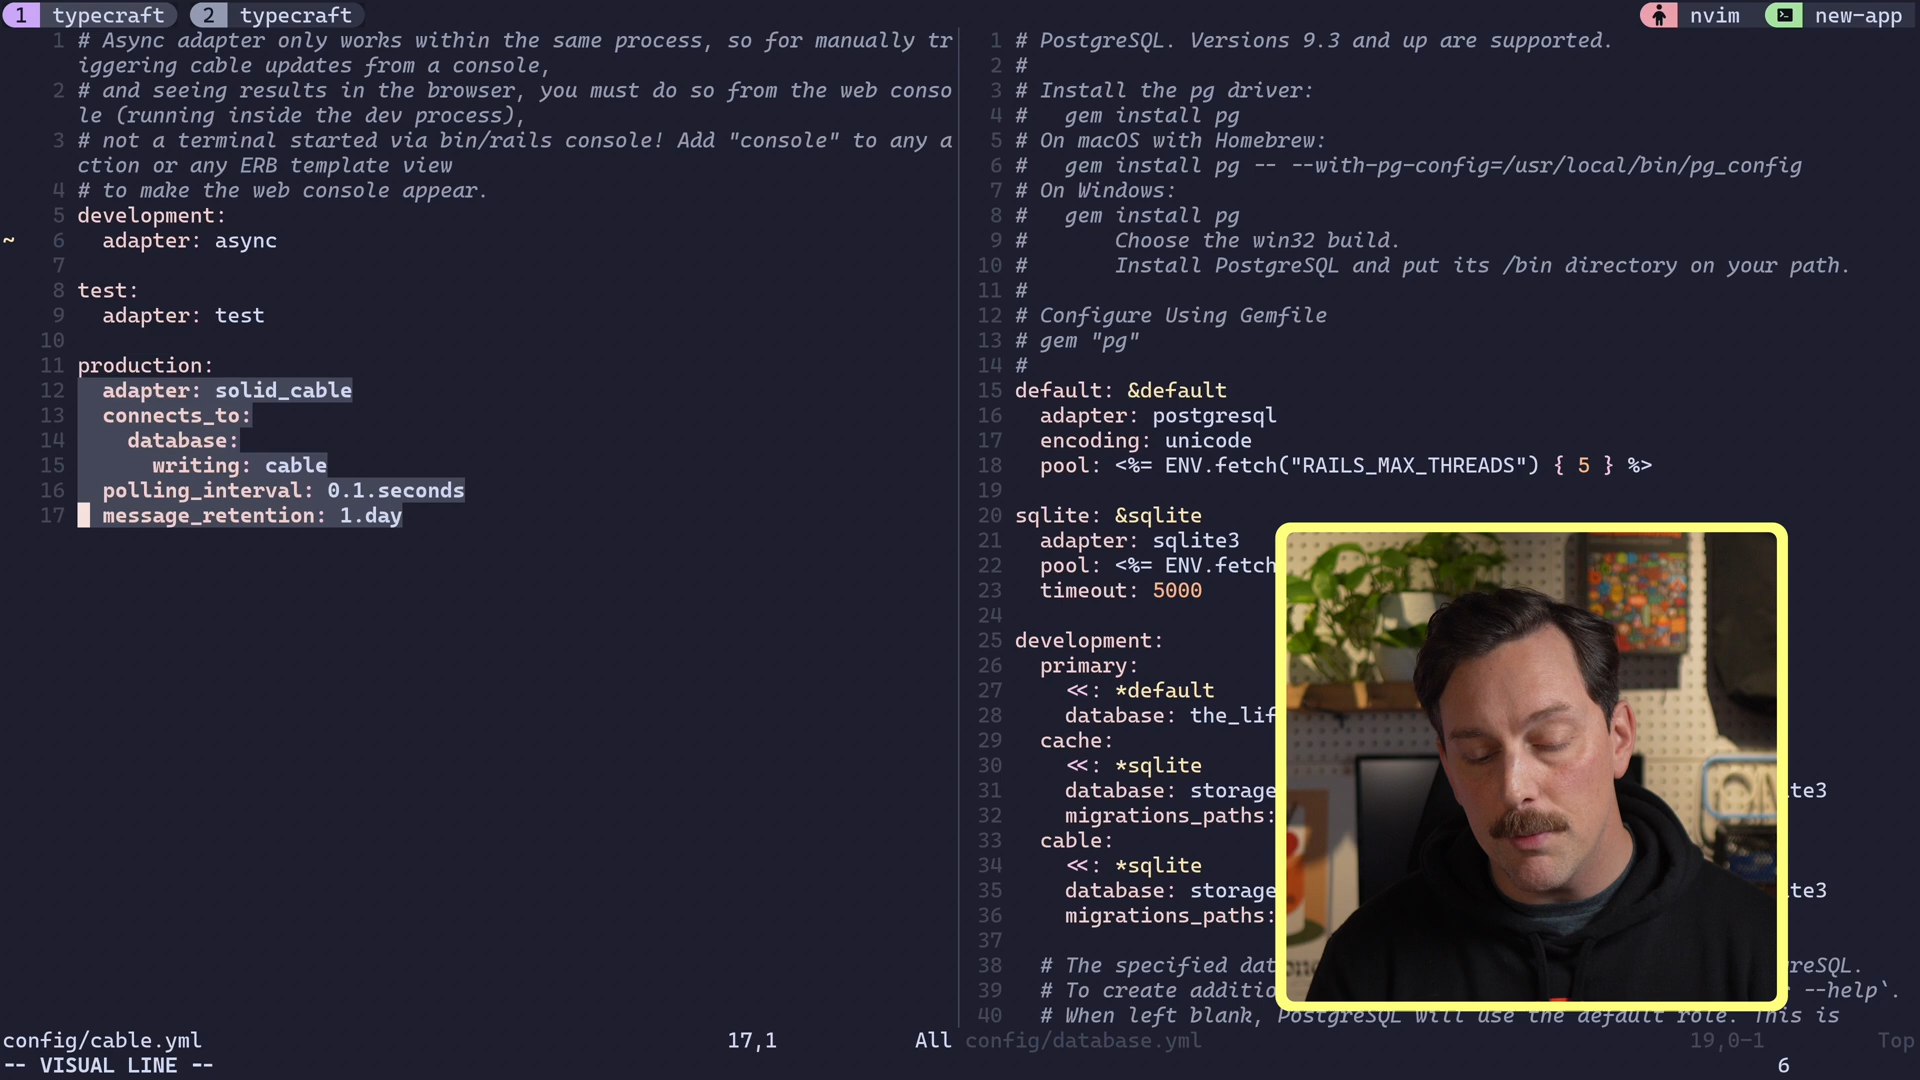 1 typecraft 2 typecraft nvim new-app
1 # Async adapter only works within the same process, so for manually tr
iggering cable updates from a console,
2 # and seeing results in the browser, you must do so from the web conso
le (running inside the dev process),
3 # not a terminal started via bin/rails console! Add "console" to any a
ction or any ERB template view
4 # to make the web console appear.
5 development:
~ 6 adapter: async
7
8 test:
9 adapter: test
10
11 production:
12 adapter: solid_cable
13 connects_to:
14 database:
15 writing: cable
16 polling_interval: 0.1.seconds
17 message_retention: 1.day
config/cable.yml 17,1 All
-- VISUAL LINE -- 6
1 # PostgreSQL. Versions 9.3 and up are supported.
2 #
3 # Install the pg driver:
4 # gem install pg
5 # On macOS with Homebrew:
6 # gem install pg -- --with-pg-config=/usr/local/bin/pg_config
7 # On Windows:
8 # gem install pg
9 # Choose the win32 build.
10 # Install PostgreSQL and put its /bin directory on your path.
11 #
12 # Configure Using Gemfile
13 # gem "pg"
14 #
15 default: &default
16 adapter: postgresql
17 encoding: unicode
18 pool: <%= ENV.fetch("RAILS_MAX_THREADS") { 5 } %>
19
20 sqlite: &sqlite
21 adapter: sqlite3
22 pool: <%= ENV.fetch
23 timeout: 5000
24
25 development:
26 primary:
27 <<: *default
28 database: the_lif
29 cache:
30 <<: *sqlite
31 database: storage ite3
32 migrations_paths:
33 cable:
34 <<: *sqlite
35 database: storage ite3
36 migrations_paths:
37
38 # The specified dat reSQL.
39 # To create additio --help`.
40 # When left blank, PostgreSQL will use the default role. This is
config/database.yml 19,0-1 Top